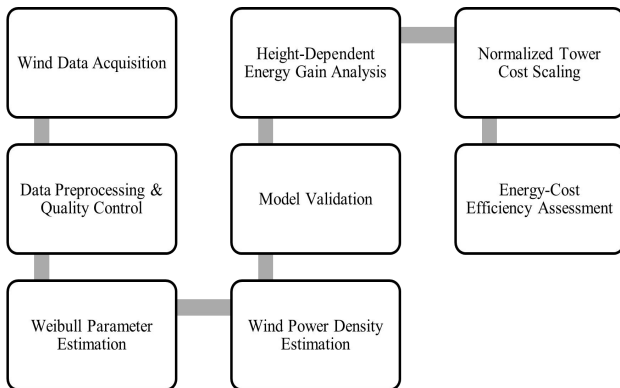 Wind Data Acquisition
Data Preprocessing &
Quality Control
Weibull Parameter
Estimation
Wind Power Density
Estimation
Model Validation
Height-Dependent
Energy Gain Analysis
Normalized Tower
Cost Scaling
Energy-Cost
Efficiency Assessment